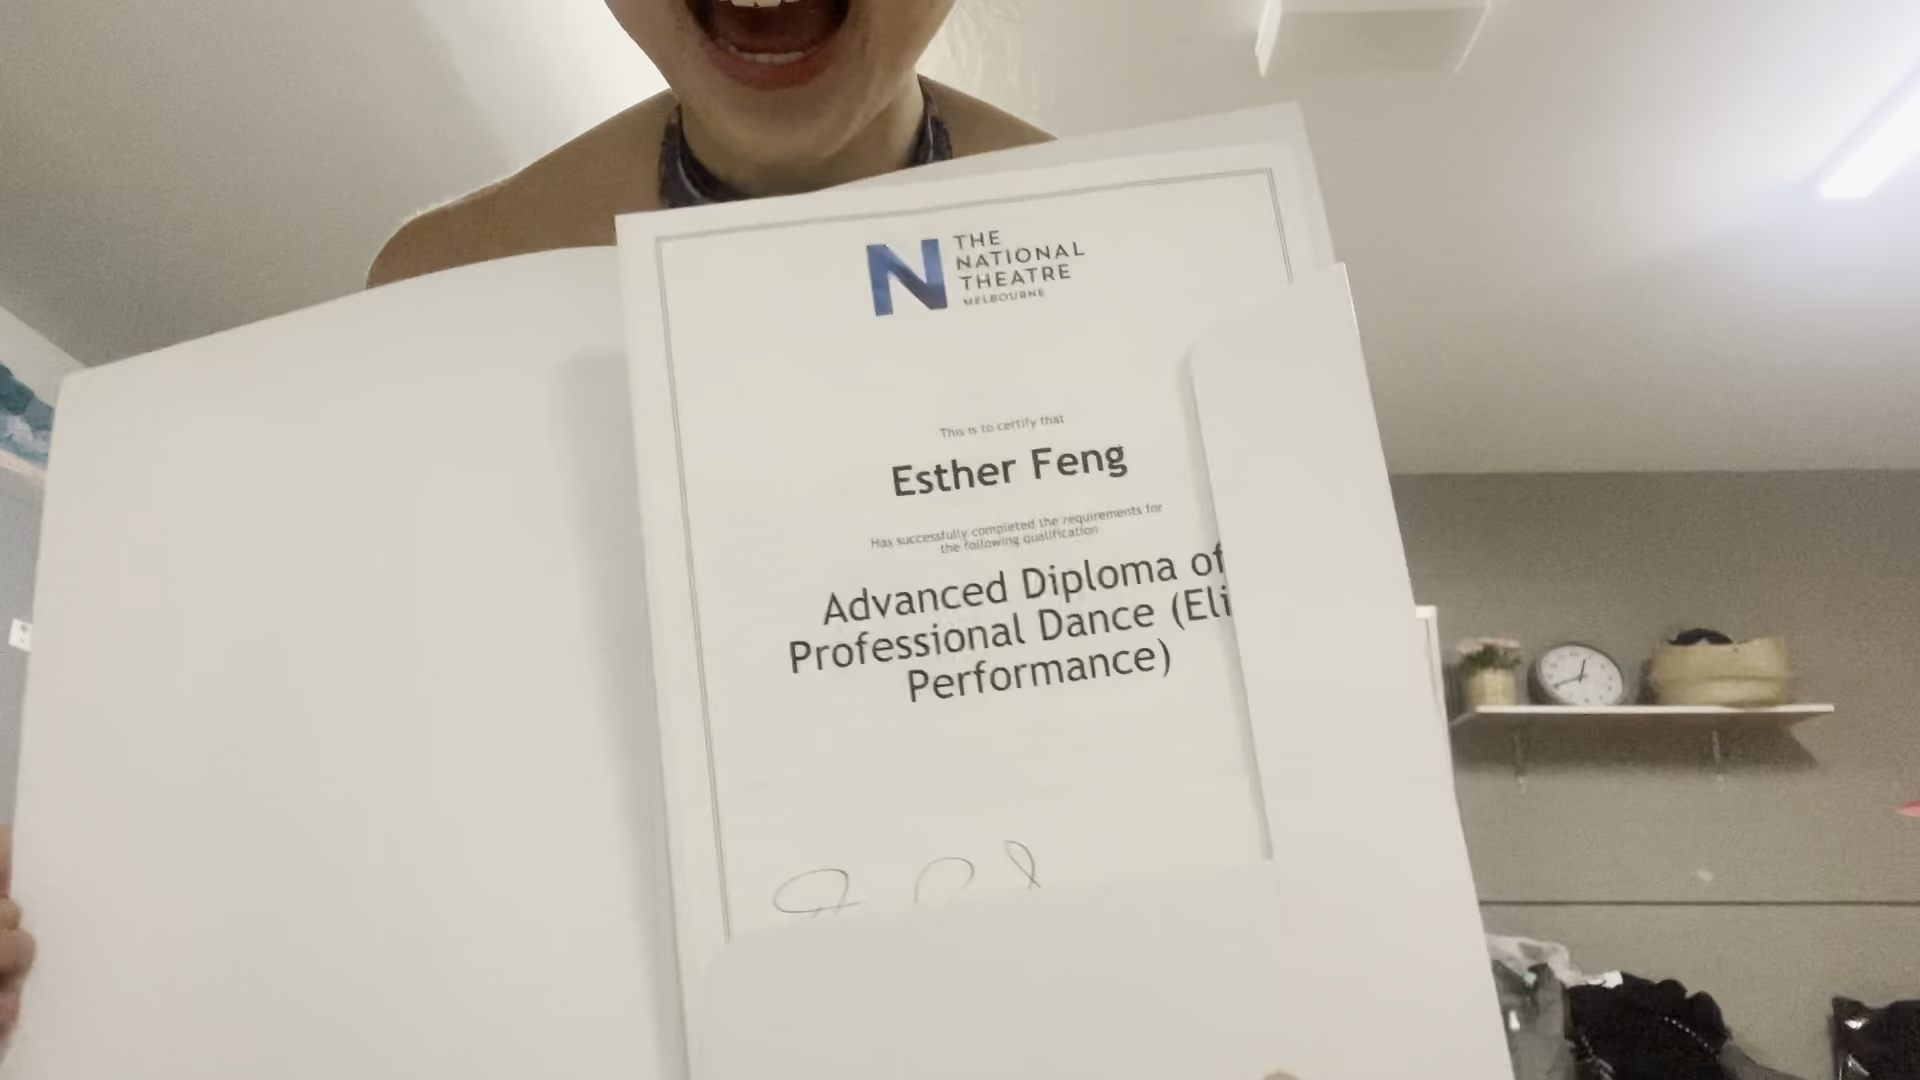 THE
NATIONAL
THEATRE
MELBOURNE
This is to certify that
Esther Feng
Has successfully completed the requirements for
the following qualification
Advanced Diploma of
Professional Dance (Eli
Performance)